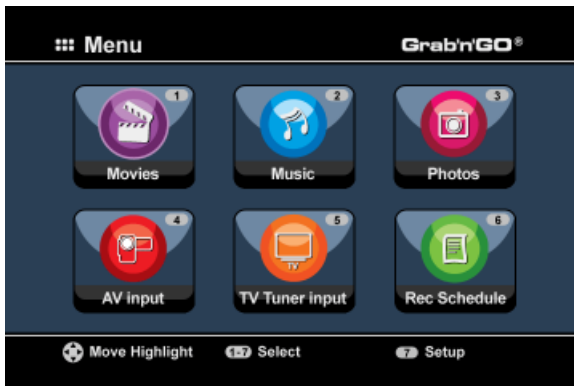 Menu
Grab'n'GO®
1
2
3
Movies
Music
Photos
4
5
6
TV
AV input
TV Tuner input
Rec Schedule
Move Highlight
1-7 Select
7 Setup